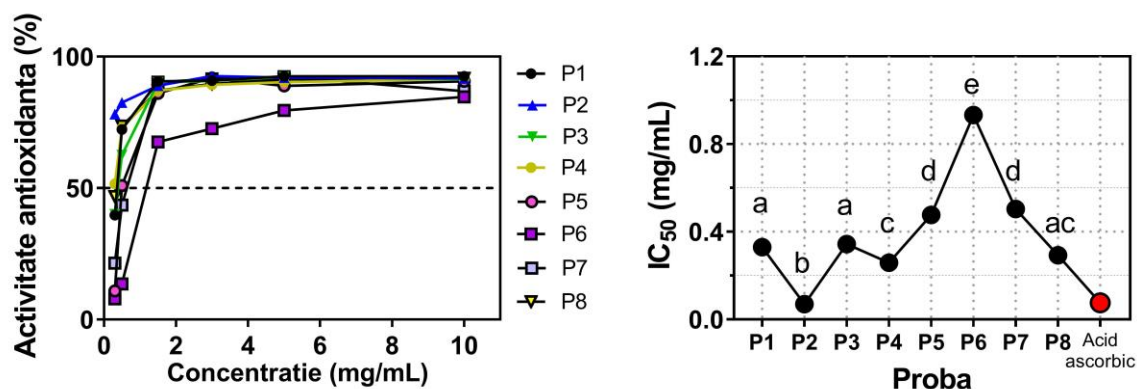 Activitate antioxidanta (%)
100
50
0
0 2 4 6 8 10
Concentratie (mg/mL)
P1
P2
P3
P4
P5
P6
P7
P8
IC50 (mg/mL)
1.2
0.8
0.4
0.0
a
b
a
c
d
e
d
ac
P1 P2 P3 P4 P5 P6 P7 P8 Acid
ascorbic
Proba